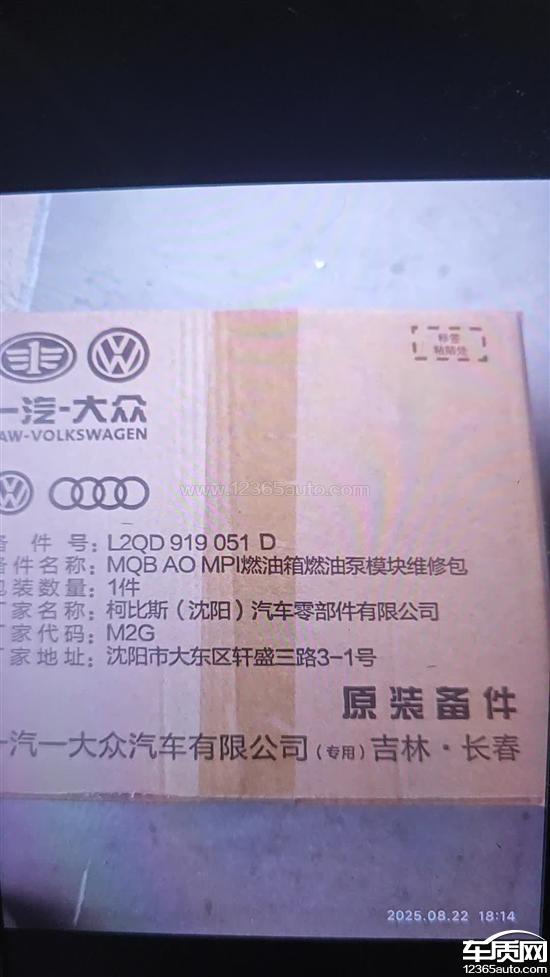 标签
粘贴处
一汽-大众
AW-VOLKSWAGEN
www.12365auto.com
备件号：L2QD 919 051 D
备件名称：MQB AO MPI燃油箱燃油泵模块维修包
包装数量：1件
厂家名称：柯比斯（沈阳）汽车零部件有限公司
厂家代码：M2G
厂家地址：沈阳市大东区轩盛三路3-1号
原装备件
一汽一大众汽车有限公司（专用）吉林·长春
2025.08.22 18:14
车质网
12365auto.com